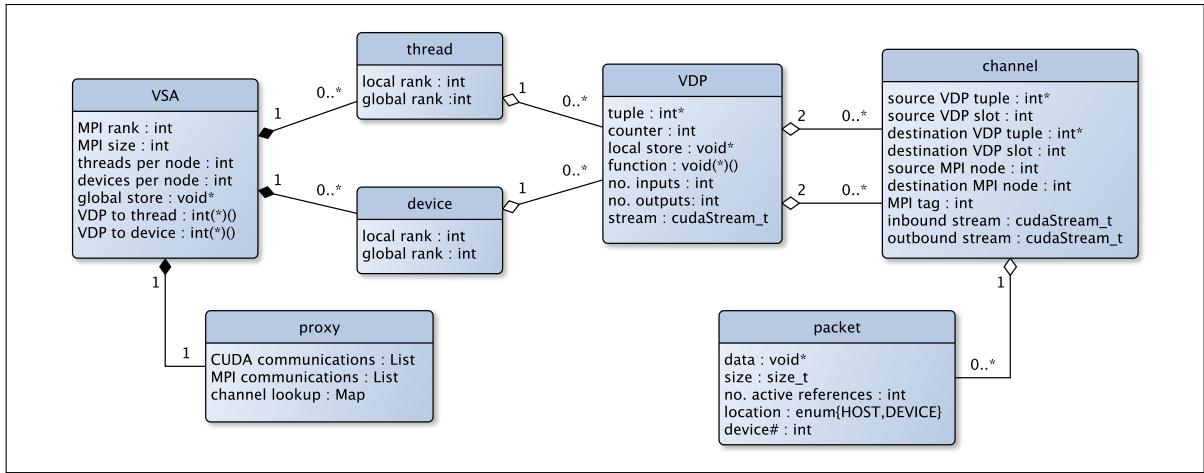 VSA
MPI rank : int
MPI size : int
threads per node : int
devices per node : int
global store : void*
VDP to thread : int(*)()
VDP to device : int(*)()
1
0..*
1
0..*
1
1
thread
local rank : int
global rank :int
device
local rank : int
global rank : int
proxy
CUDA communications : List
MPI communications : List
channel lookup : Map
1
0..*
1
0..*
VDP
tuple : int*
counter : int
local store : void*
function : void(*)()
no. inputs : int
no. outputs: int
stream : cudaStream_t
2
0..*
2
0..*
channel
source VDP tuple : int*
source VDP slot : int
destination VDP tuple : int*
destination VDP slot : int
source MPI node : int
destination MPI node : int
MPI tag : int
inbound stream : cudaStream_t
outbound stream : cudaStream_t
1
0..*
packet
data : void*
size : size_t
no. active references : int
location : enum{HOST,DEVICE}
device# : int